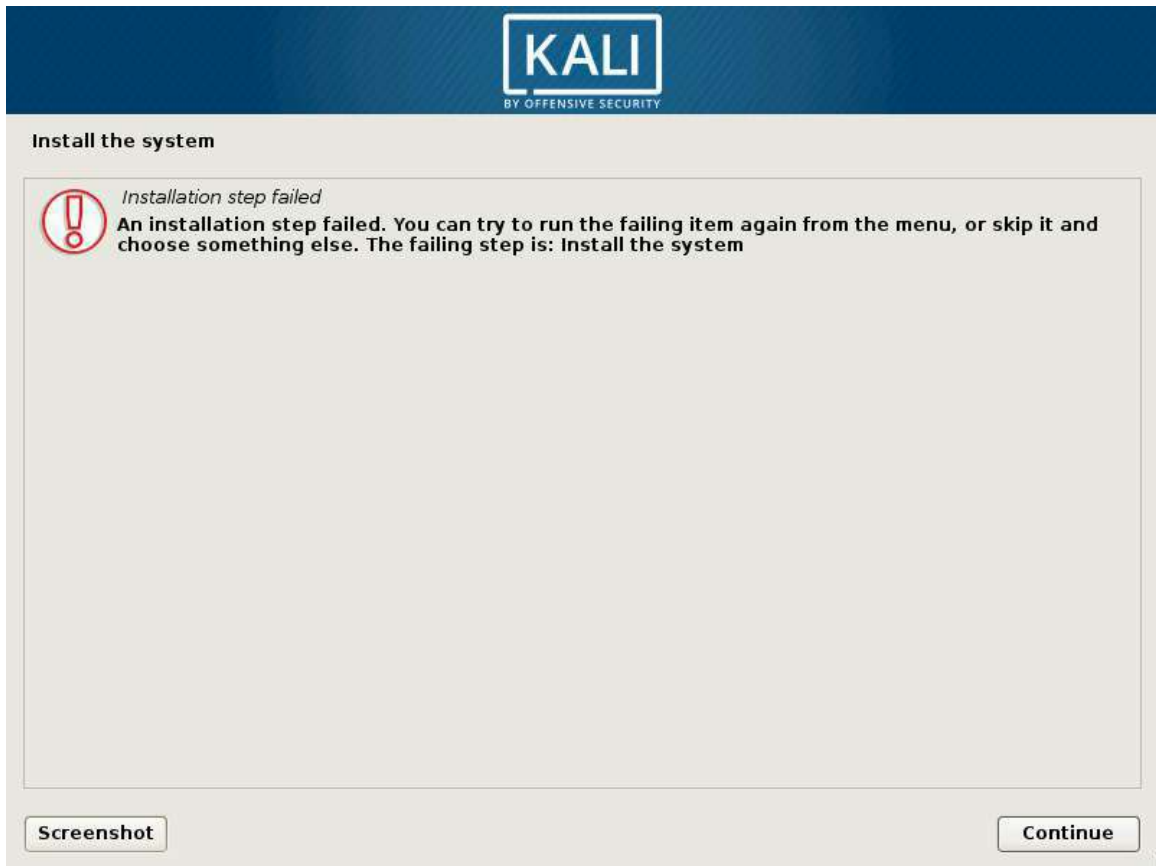 KALI
BY OFFENSIVE SECURITY
Install the system
Installation step failed
An installation step failed. You can try to run the failing item again from the menu, or skip it and
choose something else. The failing step is: Install the system
Screenshot
Continue